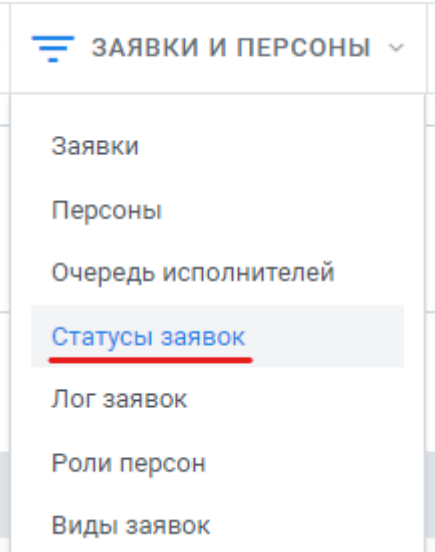 ЗАЯВКИ И ПЕРСОНЫ
Заявки
Персоны
Очередь исполнителей
Статусы заявок
Лог заявок
Роли персон
Виды заявок